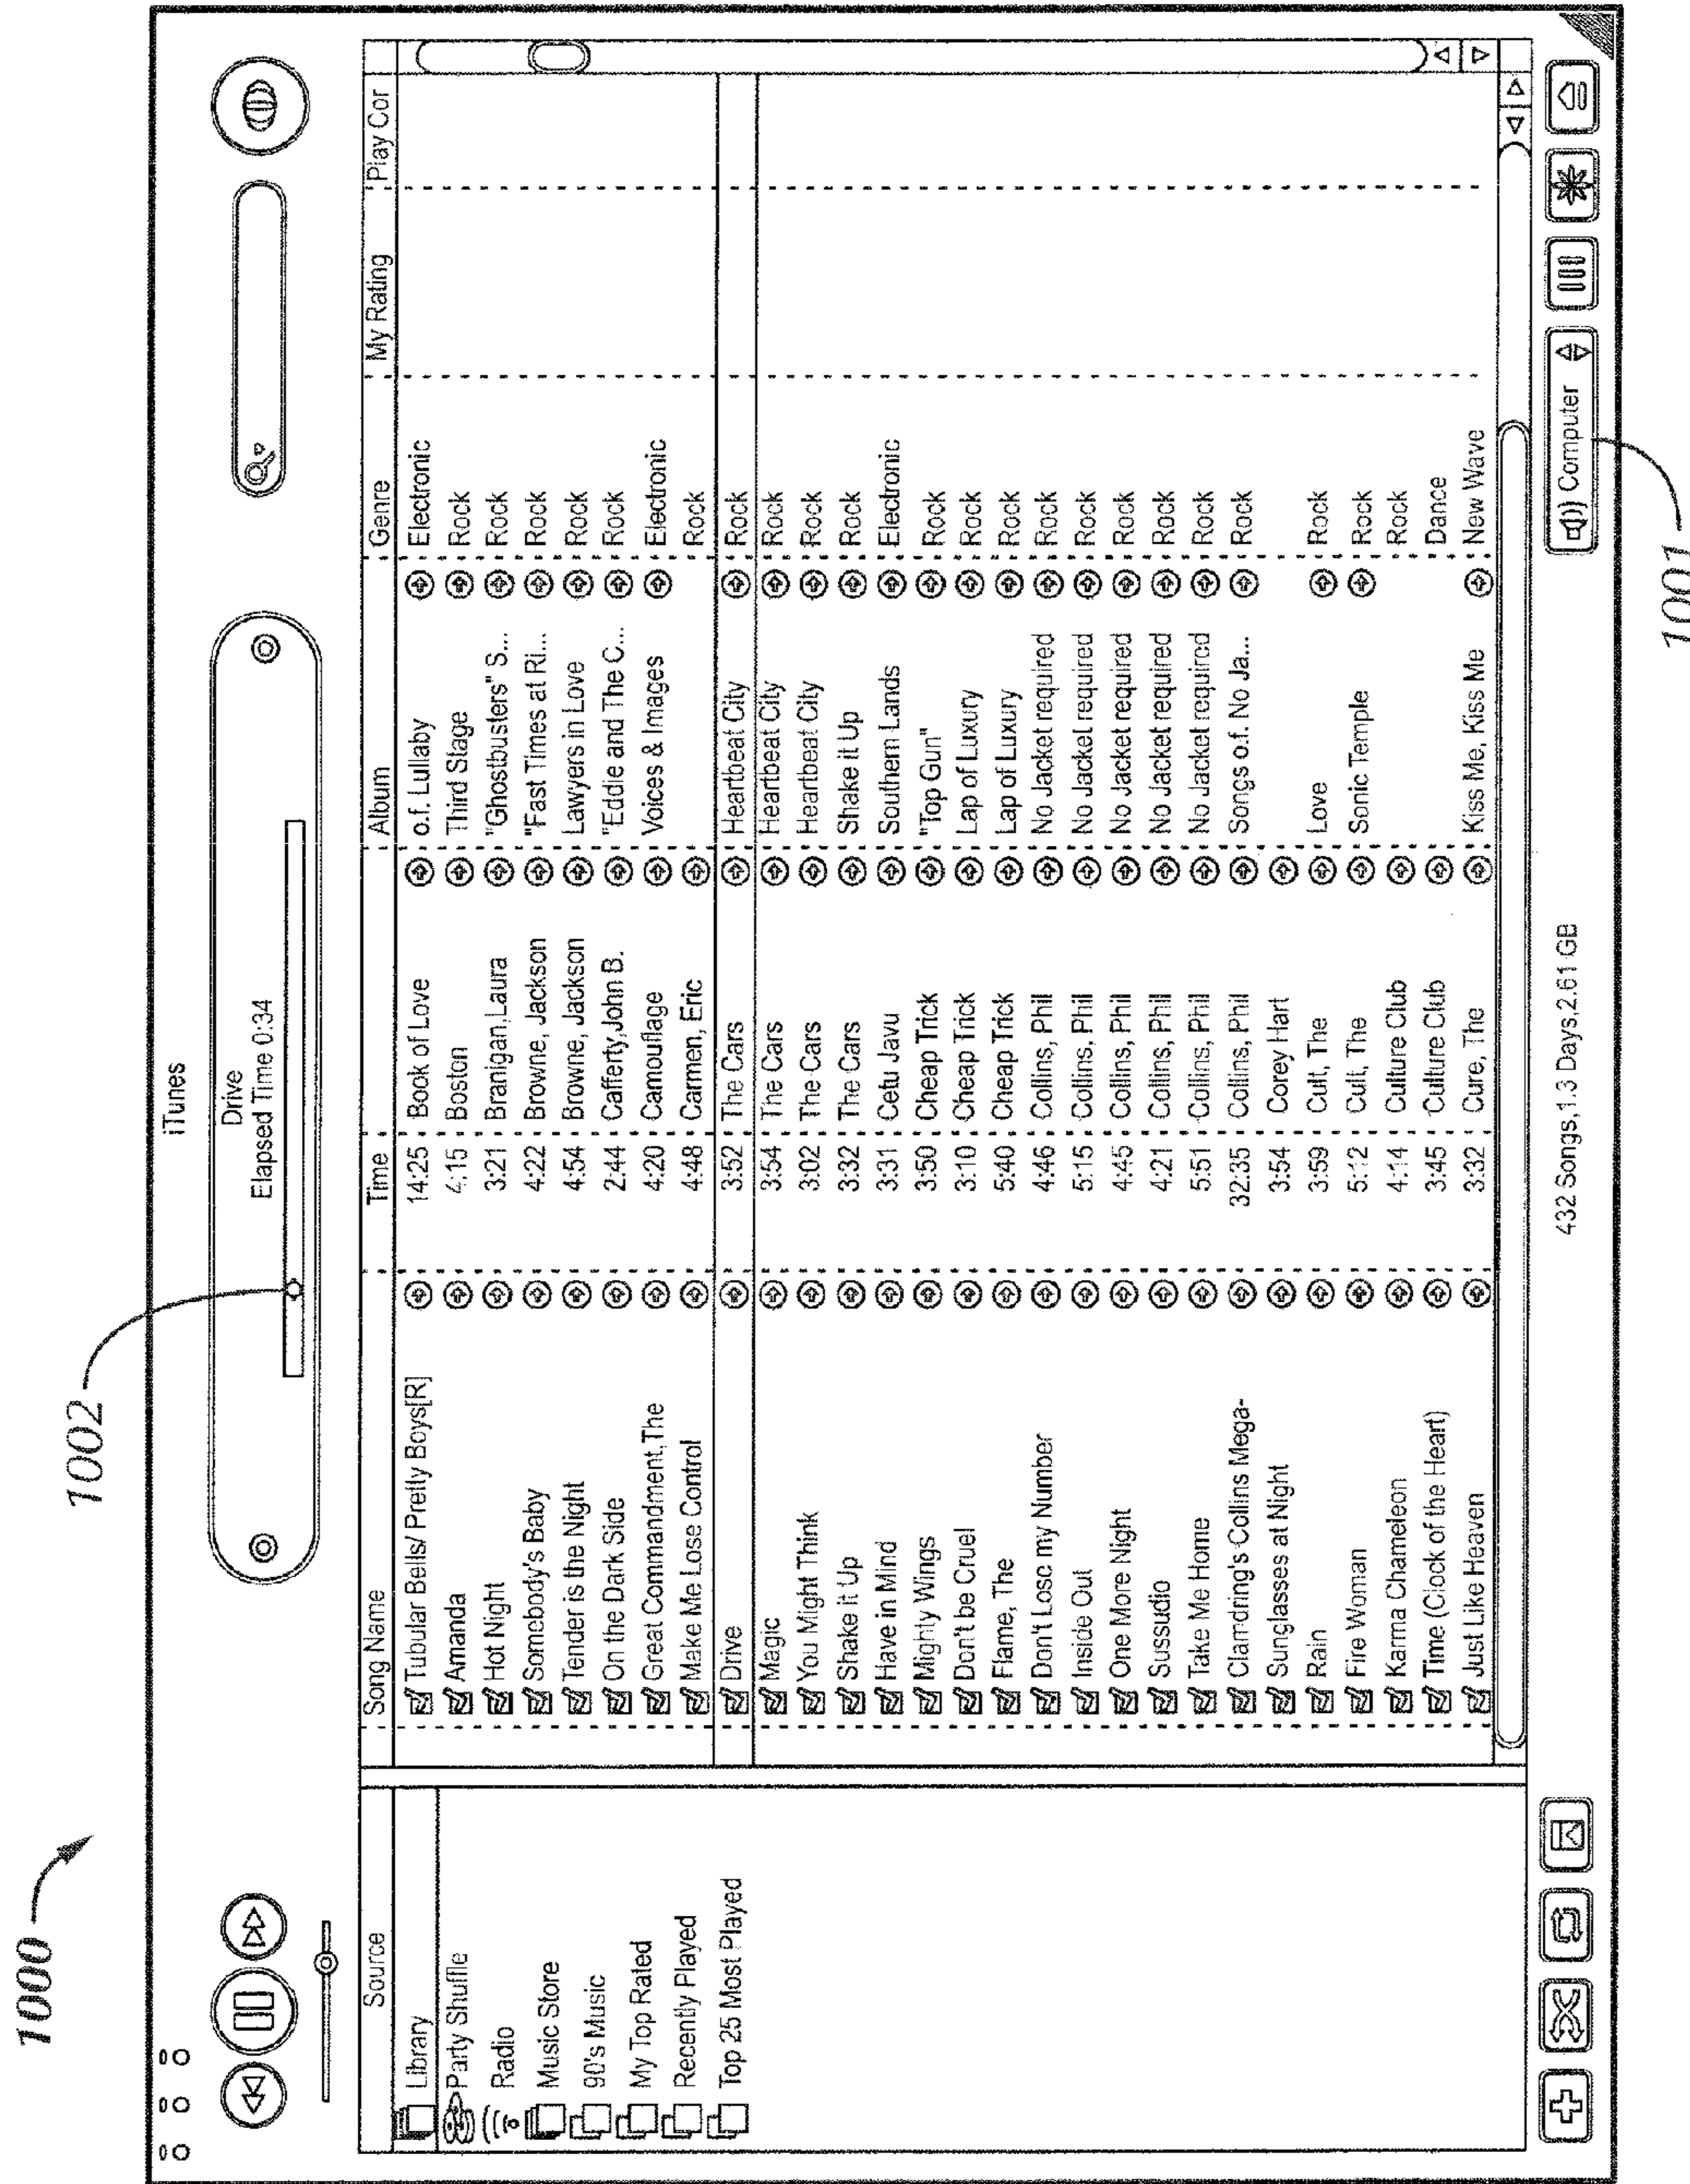 1000
1002
iTunes
Drive
Elapsed Time 0:34
Source
Library
Party Shuffle
Radio
Music Store
90's Music
My Top Rated
Recently Played
Top 25 Most Played
Song Name Time Album Genre My Rating Play Cor
Tubular Bells/ Pretty Boys[R] 14:25 Book of Love o.f. Lullaby Electronic
Amanda 4:15 Boston Third Stage Rock
Hot Night 3:21 Branigan,Laura "Ghostbusters" S... Rock
Somebody's Baby 4:22 Browne, Jackson "Fast Times at Ri... Rock
Tender is the Night 4:54 Browne, Jackson Lawyers in Love Rock
On the Dark Side 2:44 Cafferty,John B. "Eddie and The C... Rock
Great Commandment,The 4:20 Camouflage Voices & Images Electronic
Make Me Lose Control 4:48 Carmen, Eric Rock
Drive 3:52 The Cars Heartbeat City Rock
Magic 3:54 The Cars Heartbeat City Rock
You Might Think 3:02 The Cars Heartbeat City Rock
Shake it Up 3:32 The Cars Shake it Up Rock
Have in Mind 3:31 Cetu Javu Southern Lands Electronic
Mighty Wings 3:50 Cheap Trick "Top Gun" Rock
Don't be Cruel 3:10 Cheap Trick Lap of Luxury Rock
Flame, The 5:40 Cheap Trick Lap of Luxury Rock
Don't Lose my Number 4:46 Collins, Phil No Jacket required Rock
Inside Out 5:15 Collins, Phil No Jacket required Rock
One More Night 4:45 Collins, Phil No Jacket required Rock
Sussudio 4:21 Collins, Phil No Jacket required Rock
Take Me Home 5:51 Collins, Phil No Jacket required Rock
Clamdring's Collins Mega- 32:35 Collins, Phil Songs o.f. No Ja... Rock
Sunglasses at Night 3:54 Corey Hart
Rain 3:59 Cult, The Love Rock
Fire Woman 5:12 Cult, The Sonic Temple Rock
Karma Chameleon 4:14 Culture Club Rock
Time (Clock of the Heart) 3:45 Culture Club Dance
Just Like Heaven 3:32 Cure, The Kiss Me, Kiss Me New Wave
432 Songs,1.3 Days,2.61 GB
Computer
1001